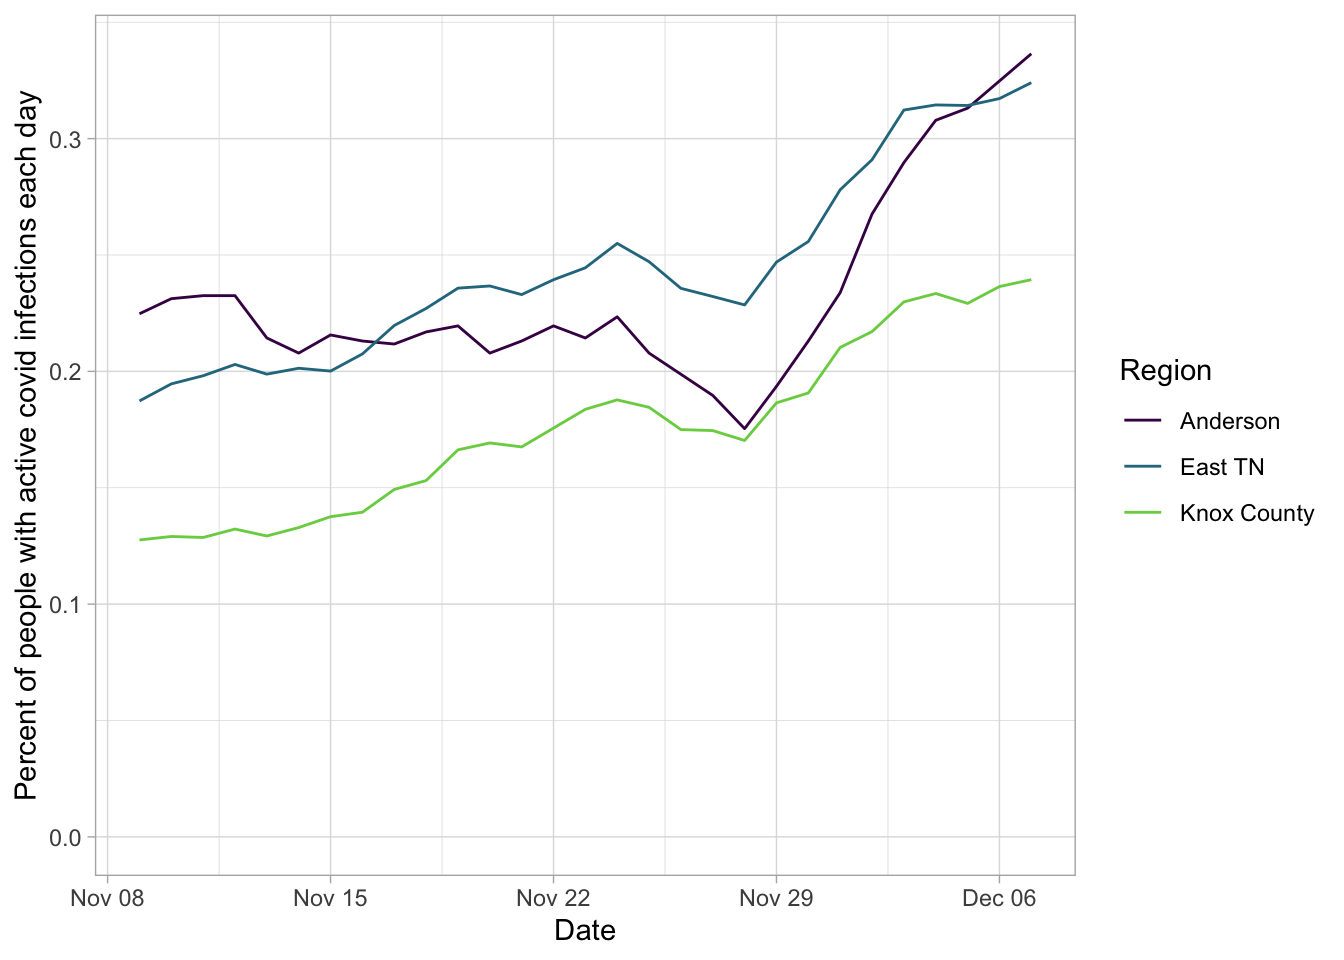 Percent of people with active covid infections each day
0.3
0.2
0.1
0.0
Nov 08 Nov 15 Nov 22 Nov 29 Dec 06
Date
Region
Anderson
East TN
Knox County